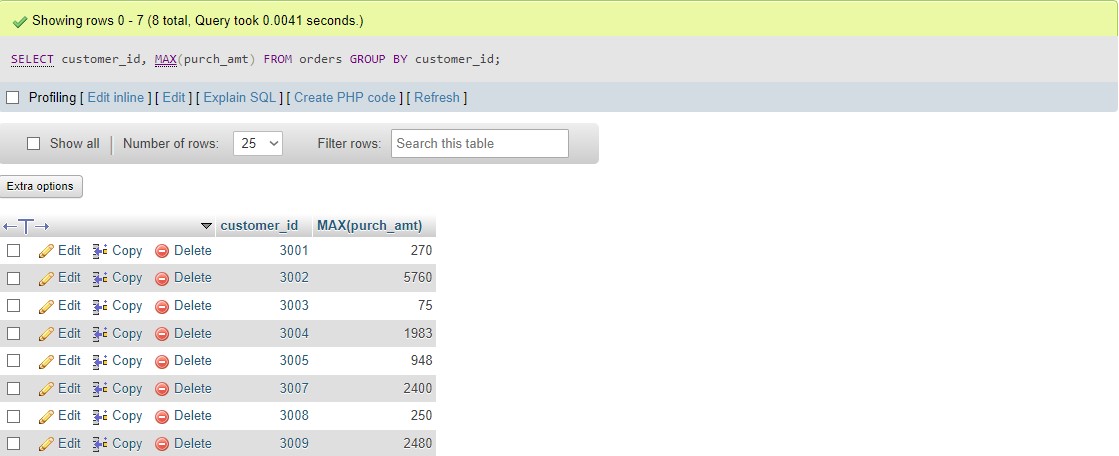 Showing rows 0 - 7 (8 total, Query took 0.0041 seconds.)
SELECT customer_id, MAX(purch_amt) FROM orders GROUP BY customer_id;
Profiling [ Edit inline ] [ Edit ] [ Explain SQL ] [ Create PHP code ] [ Refresh ]
Show all Number of rows: 25 Filter rows: Search this table
Extra options
←T→ customer_id MAX(purch_amt)
Edit Copy Delete 3001 270
Edit Copy Delete 3002 5760
Edit Copy Delete 3003 75
Edit Copy Delete 3004 1983
Edit Copy Delete 3005 948
Edit Copy Delete 3007 2400
Edit Copy Delete 3008 250
Edit Copy Delete 3009 2480